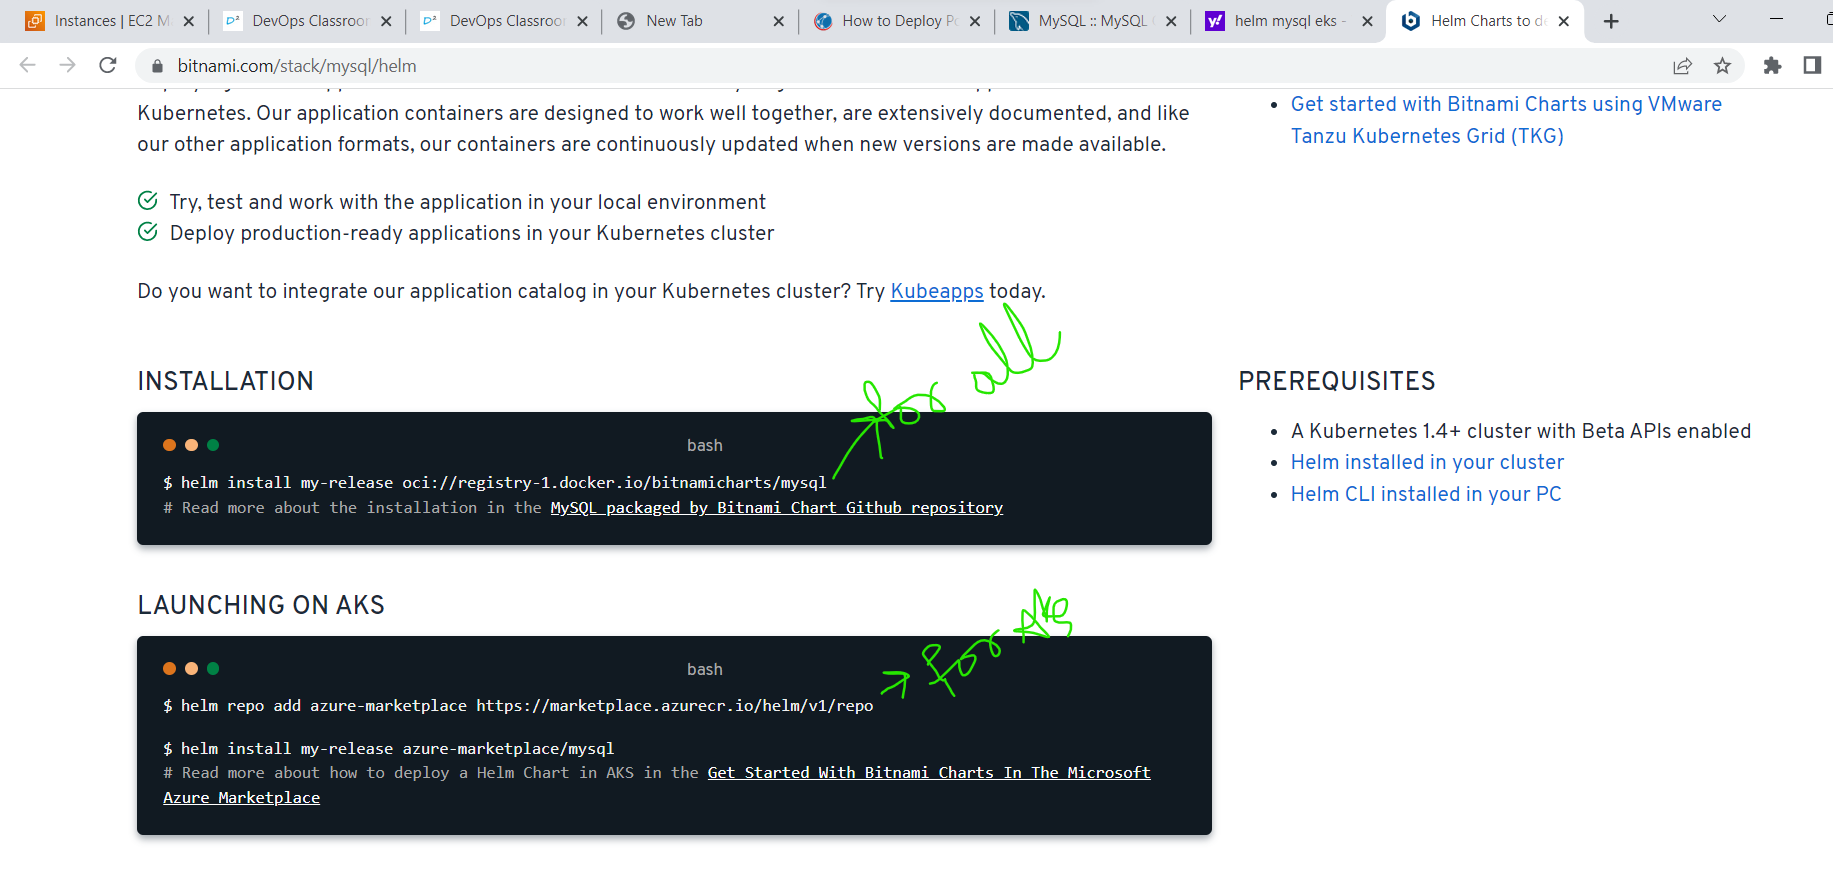 Instances | EC2 M
DevOps Classroor
DevOps Classroor
New Tab
How to Deploy Po
MySQL :: MySQL
helm mysql eks -
Helm Charts to de
bitnami.com/stack/mysql/helm
Kubernetes. Our application containers are designed to work well together, are extensively documented, and like
our other application formats, our containers are continuously updated when new versions are made available.
Get started with Bitnami Charts using VMware
Tanzu Kubernetes Grid (TKG)
Try, test and work with the application in your local environment
Deploy production-ready applications in your Kubernetes cluster
Do you want to integrate our application catalog in your Kubernetes cluster? Try Kubeapps today.
for all
INSTALLATION
bash
$ helm install my-release oci://registry-1.docker.io/bitnamicharts/mysql
# Read more about the installation in the MySQL packaged by Bitnami Chart Github repository
PREREQUISITES
A Kubernetes 1.4+ cluster with Beta APIs enabled
Helm installed in your cluster
Helm CLI installed in your PC
LAUNCHING ON AKS
for AKS
bash
$ helm repo add azure-marketplace https://marketplace.azurecr.io/helm/v1/repo
$ helm install my-release azure-marketplace/mysql
# Read more about how to deploy a Helm Chart in AKS in the Get Started With Bitnami Charts In The Microsoft
Azure Marketplace